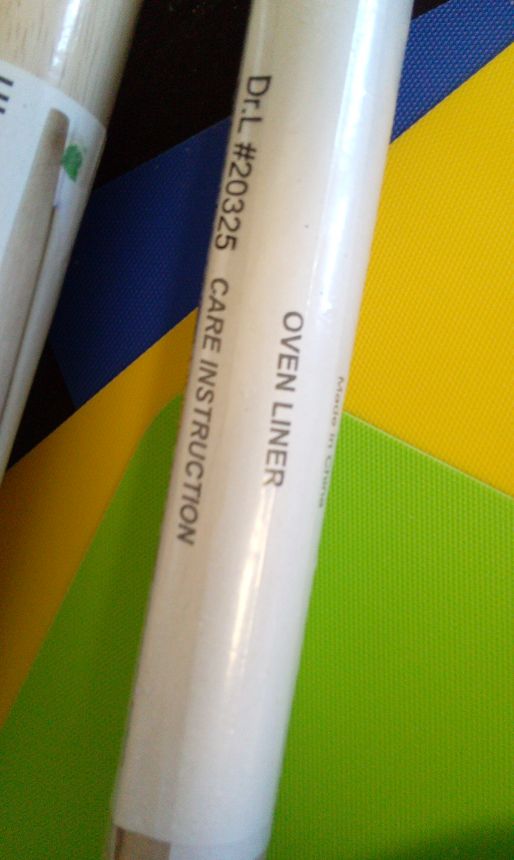 Dr.L #20325 CARE INSTRUCTION
OVEN LINER
Made in China